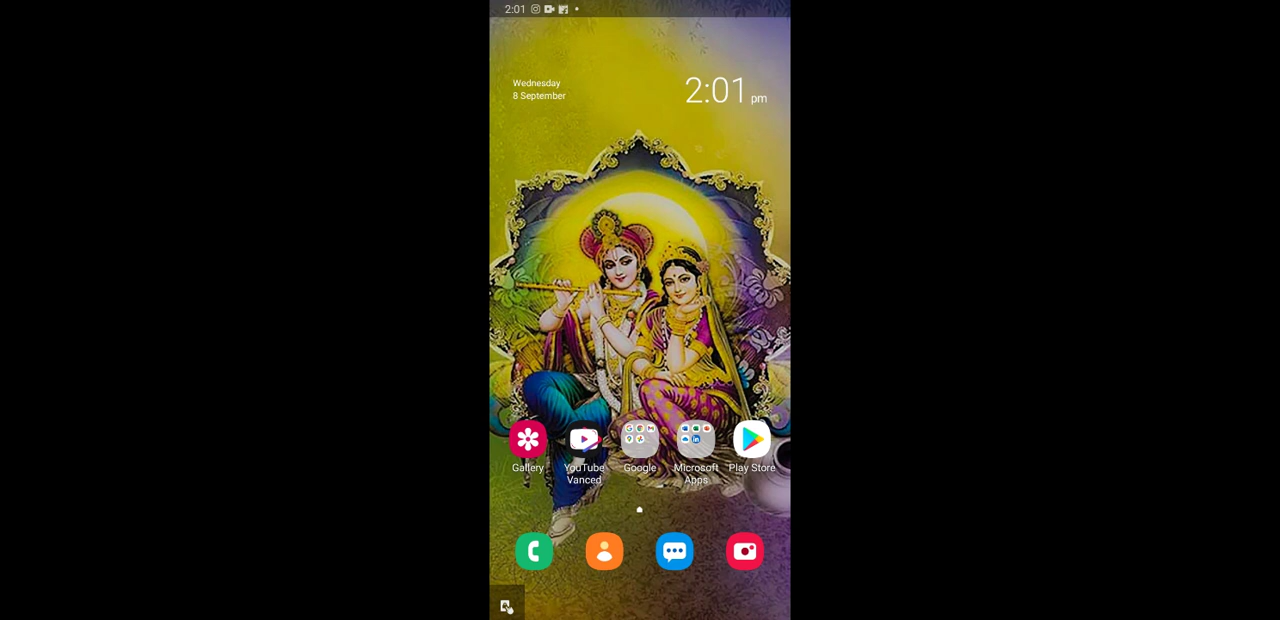 2:01
Wednesday
8 September
2:01 pm
Gallery
YouTube Vanced
Google
Microsoft Apps
Play Store